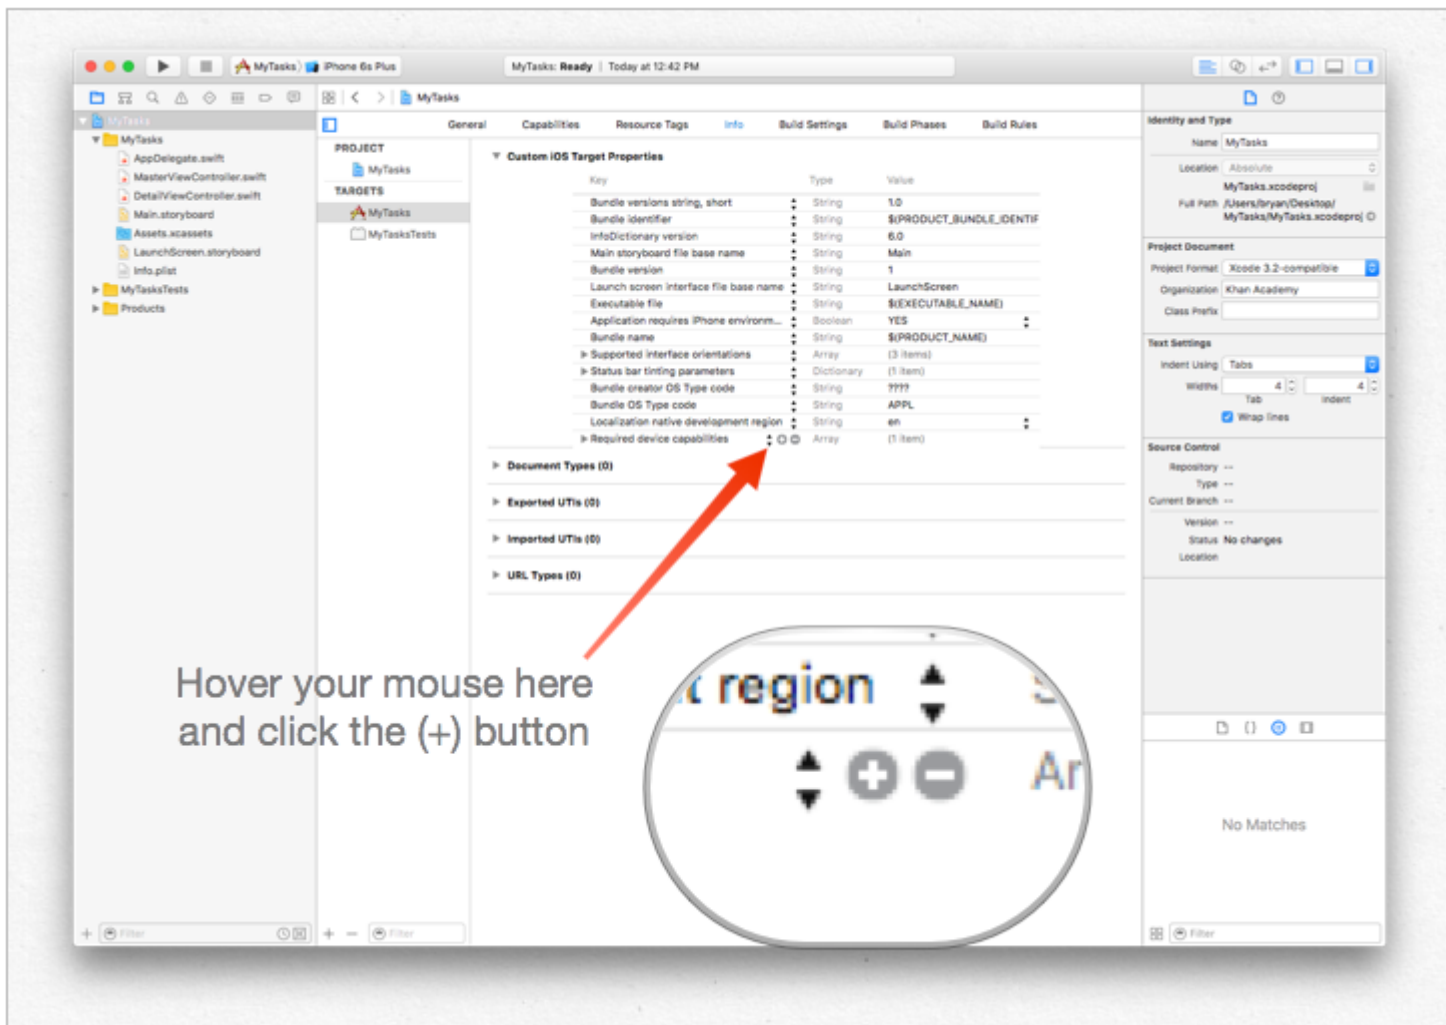 MyTasks
iPhone 6s Plus
MyTasks: Ready | Today at 12:42 PM
MyTasks
MyTasks
MyTasks
AppDelegate.swift
MasterViewController.swift
DetailViewController.swift
Main.storyboard
Assets.xcassets
LaunchScreen.storyboard
Info.plist
MyTasksTests
Products
Filter
General Capabilities Resource Tags Info Build Settings Build Phases Build Rules
PROJECT
MyTasks
TARGETS
MyTasks
MyTasksTests
Filter
Custom iOS Target Properties
Key Type Value
Bundle versions string, short String 1.0
Bundle identifier String $(PRODUCT_BUNDLE_IDENTIF
InfoDictionary version String 6.0
Main storyboard file base name String Main
Bundle version String 1
Launch screen interface file base name String LaunchScreen
Executable file String $(EXECUTABLE_NAME)
Application requires iPhone environm... Boolean YES
Bundle name String $(PRODUCT_NAME)
Supported interface orientations Array (3 items)
Status bar tinting parameters Dictionary (1 item)
Bundle creator OS Type code String ????
Bundle OS Type code String APPL
Localization native development region String en
Required device capabilities Array (1 item)
Document Types (0)
Exported UTIs (0)
Imported UTIs (0)
URL Types (0)
Hover your mouse here
and click the (+) button
t region S
Ar
Identity and Type
Name MyTasks
Location Absolute
MyTasks.xcodeproj
Full Path /Users/bryan/Desktop/
MyTasks/MyTasks.xcodeproj
Project Document
Project Format Xcode 3.2-compatible
Organization Khan Academy
Class Prefix
Text Settings
Indent Using Tabs
Widths 4 4
Tab Indent
Wrap lines
Source Control
Repository --
Type --
Current Branch --
Version --
Status No changes
Location
No Matches
Filter